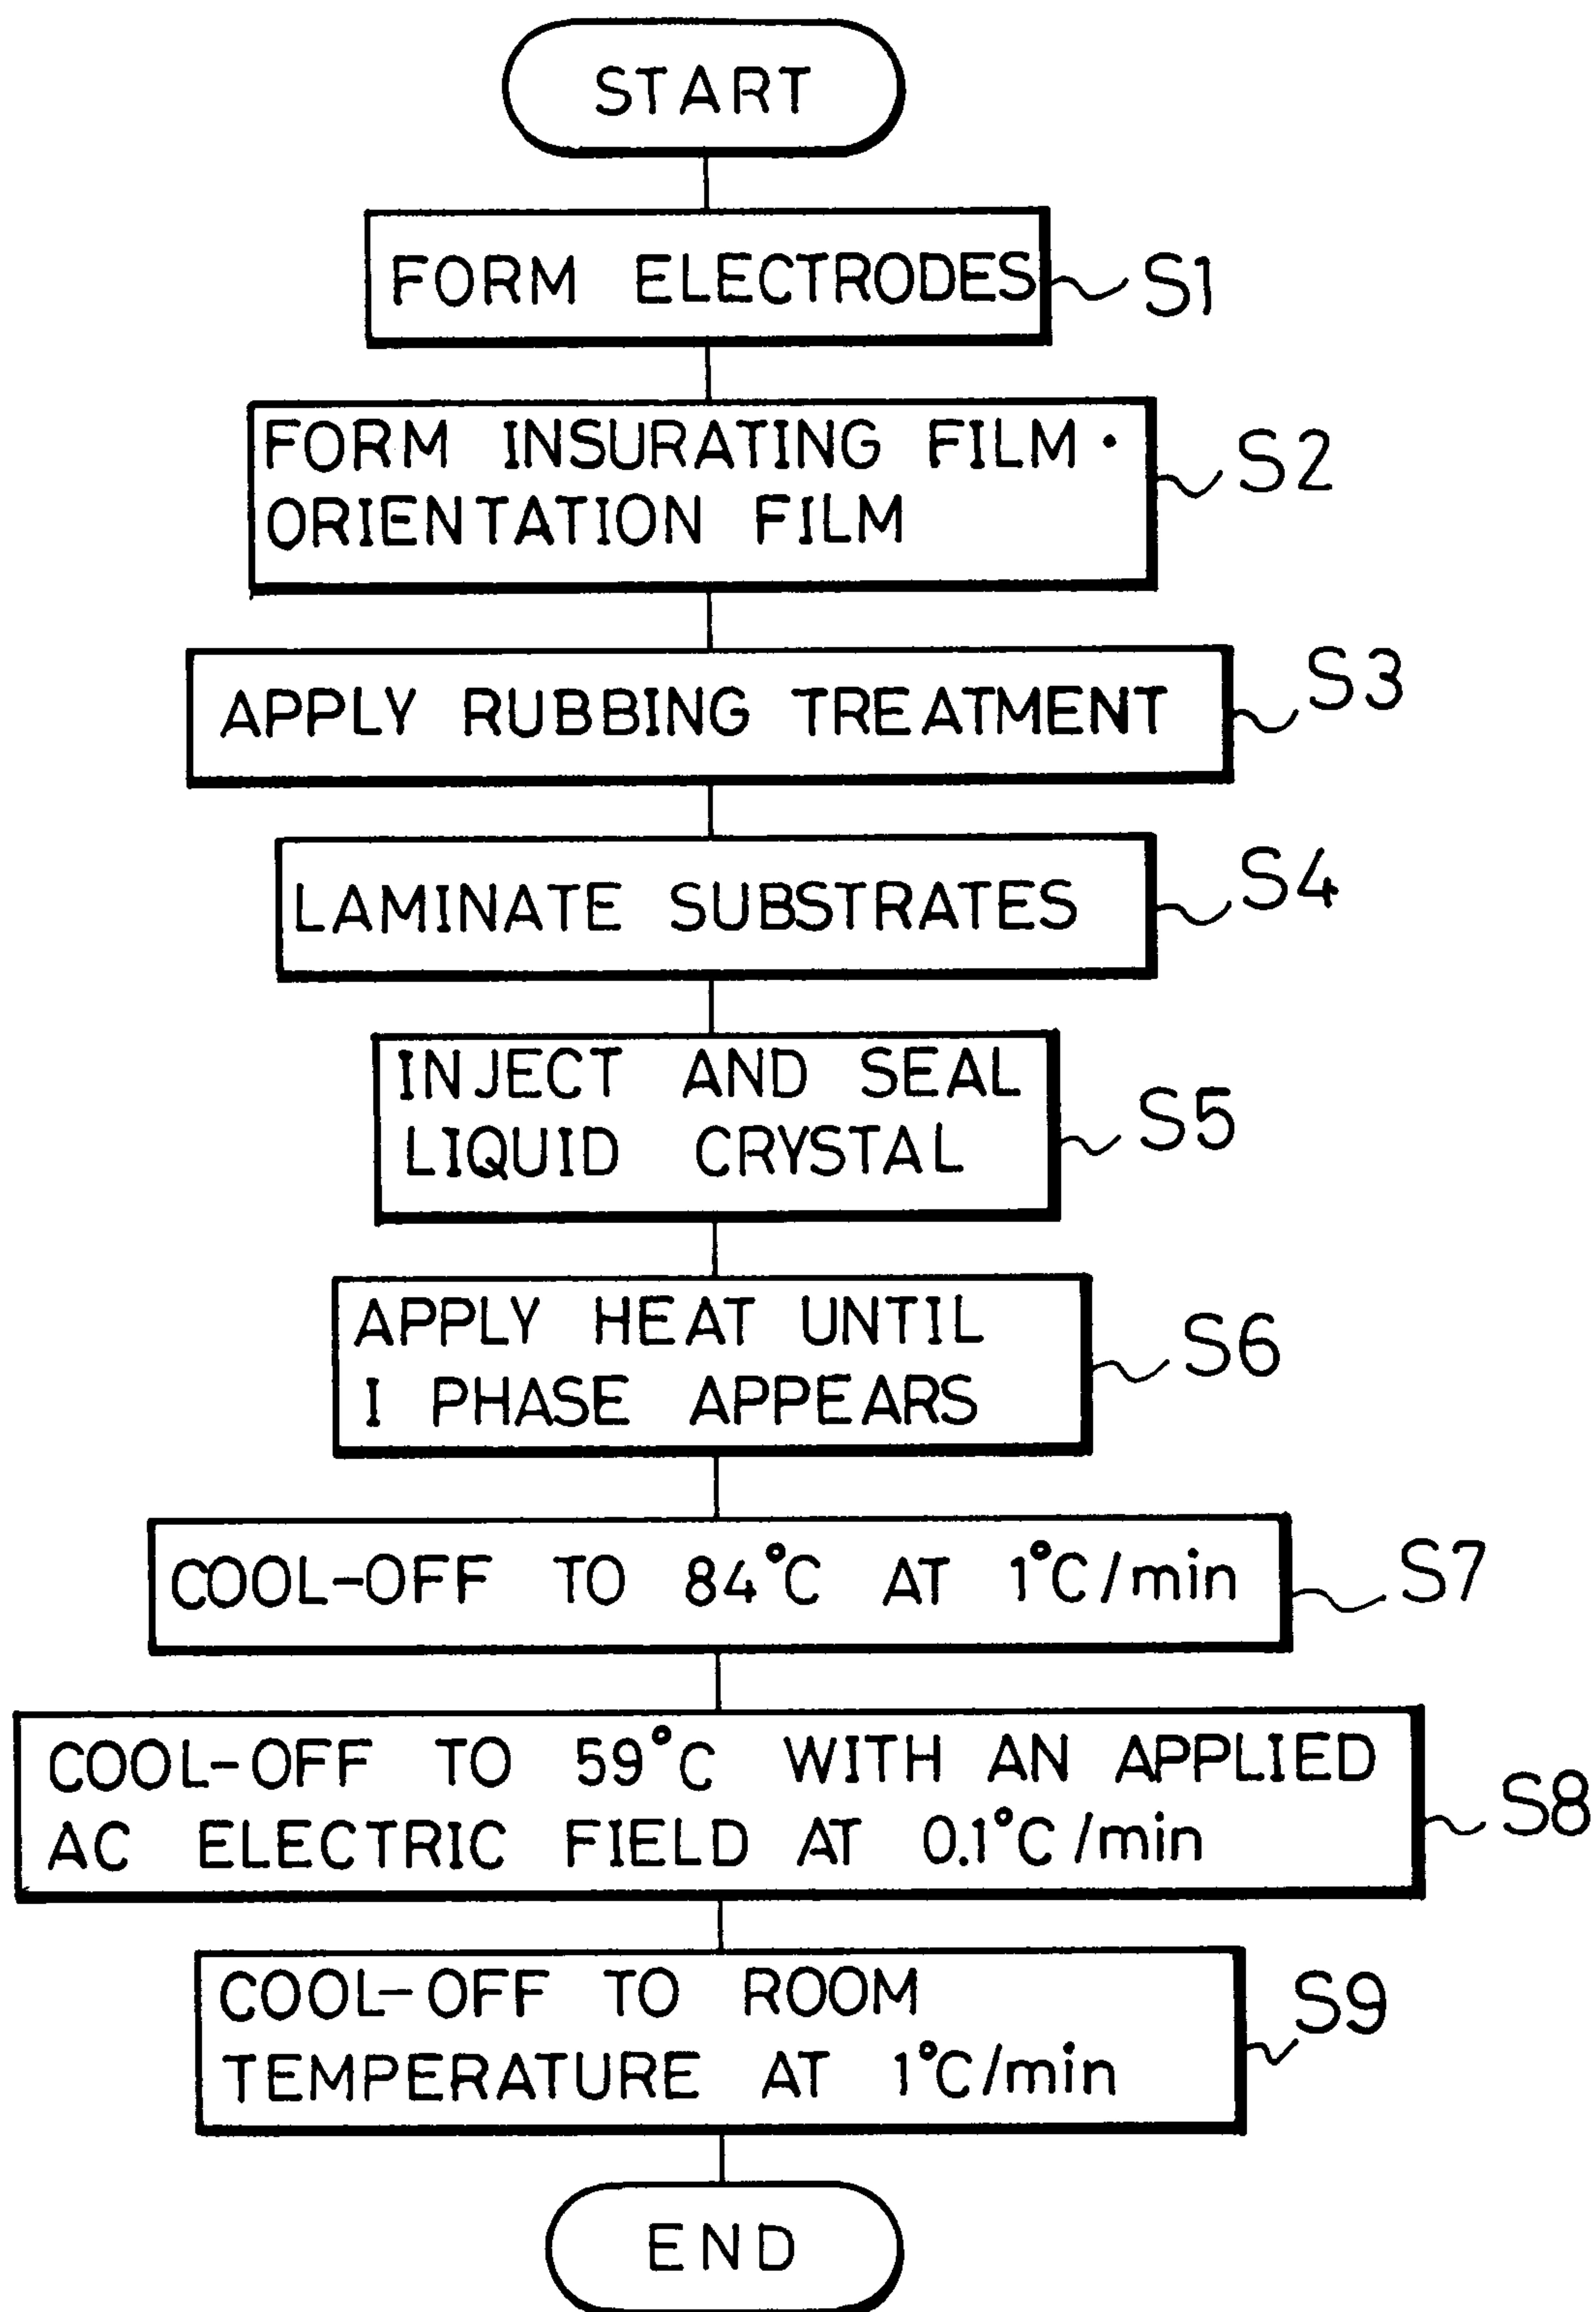 START
FORM ELECTRODES
S1
FORM INSURATING FILM・
ORIENTATION FILM
S2
APPLY RUBBING TREATMENT
S3
LAMINATE SUBSTRATES
S4
INJECT AND SEAL
LIQUID CRYSTAL
S5
APPLY HEAT UNTIL
I PHASE APPEARS
S6
COOL-OFF TO 84°C AT 1°C/min
S7
COOL-OFF TO 59°C WITH AN APPLIED
AC ELECTRIC FIELD AT 0.1°C/min
S8
COOL-OFF TO ROOM
TEMPERATURE AT 1°C/min
S9
END